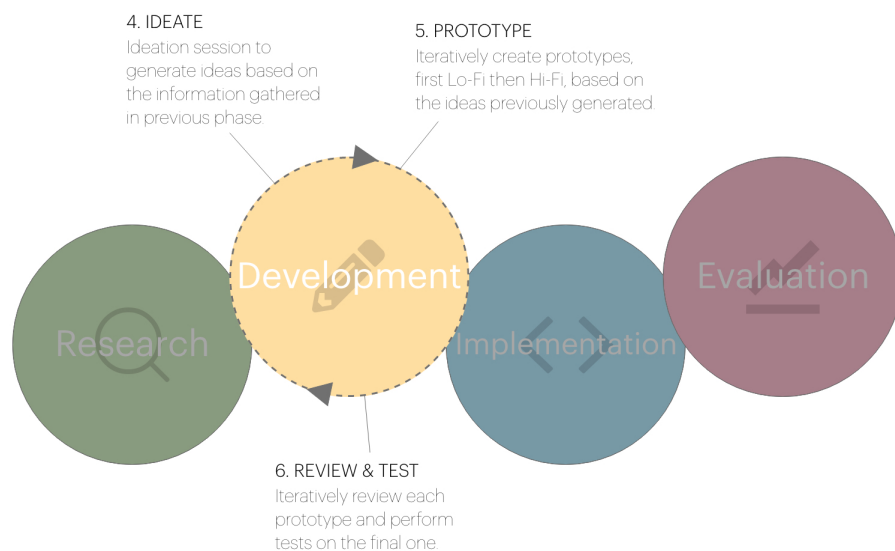 4. IDEATE
Ideation session to
generate ideas based on
the information gathered
in previous phase.
5. PROTOTYPE
Iteratively create prototypes,
first Lo-Fi then Hi-Fi, based on
the ideas previously generated.
Research
Development
Implementation
Evaluation
6. REVIEW & TEST
Iteratively review each
prototype and perform
tests on the final one.